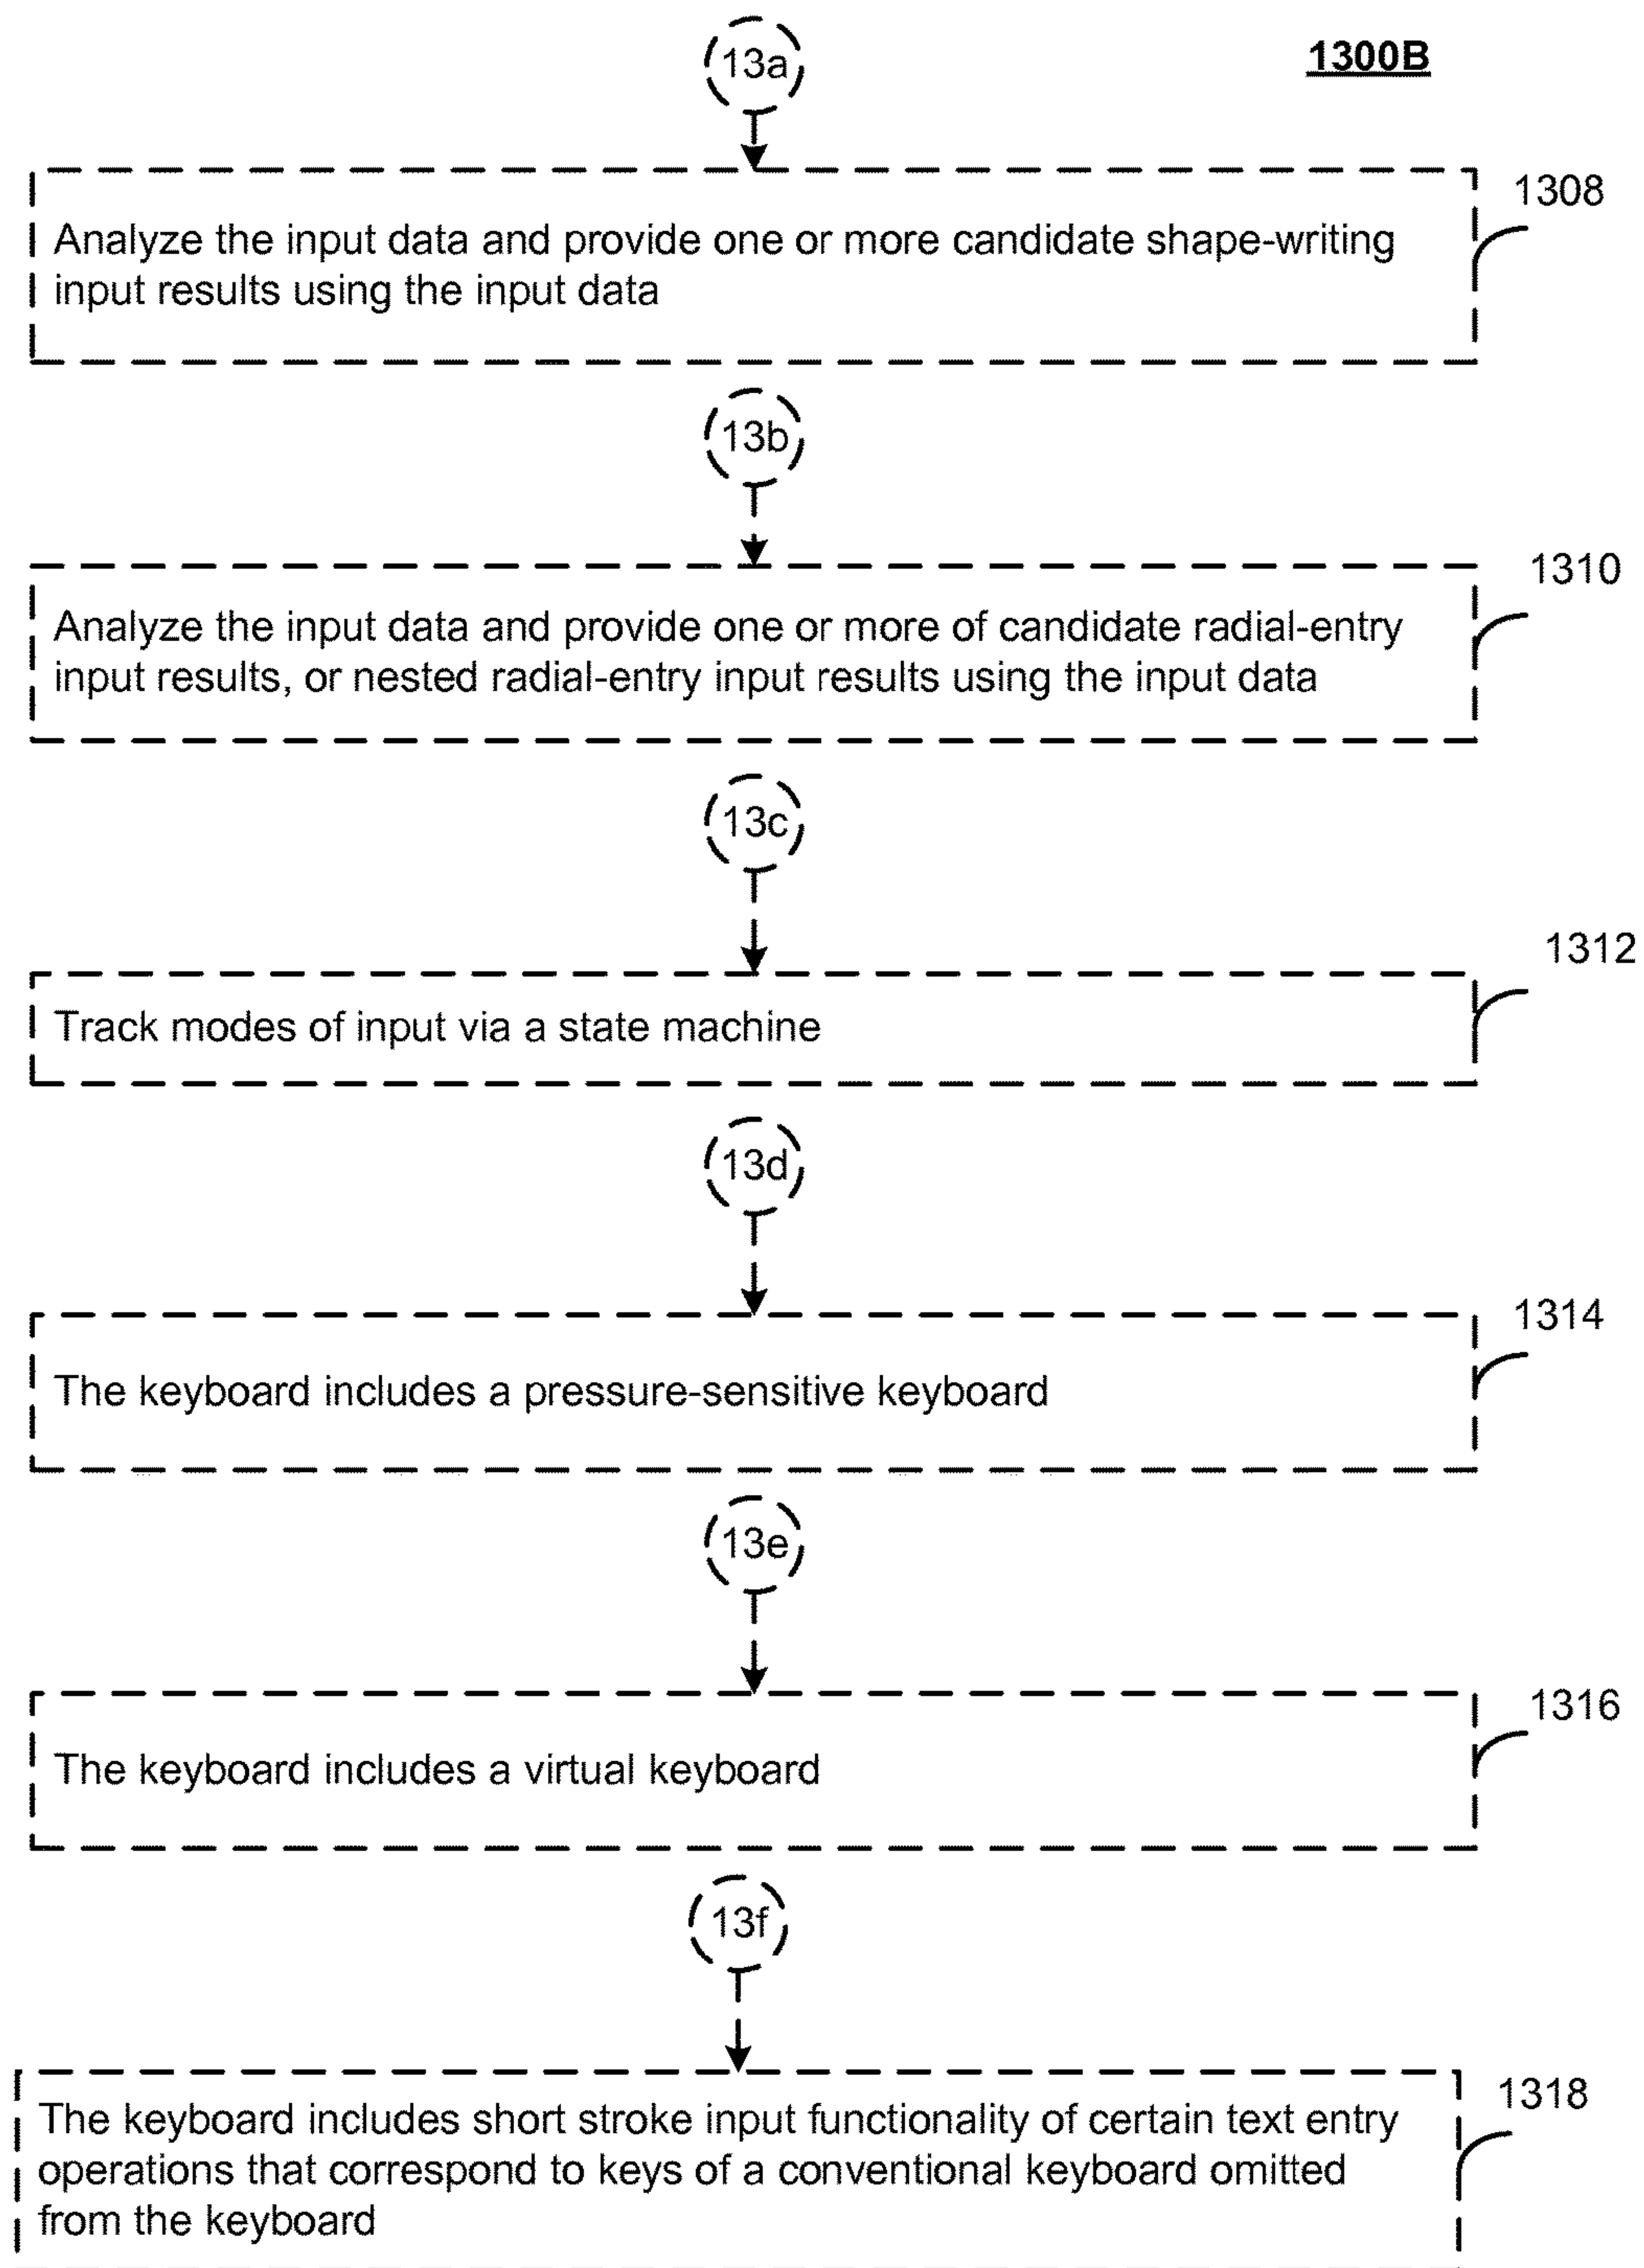 1300B
13a
1308
Analyze the input data and provide one or more candidate shape-writing
input results using the input data
13b
1310
Analyze the input data and provide one or more of candidate radial-entry
input results, or nested radial-entry input results using the input data
13c
1312
Track modes of input via a state machine
13d
1314
The keyboard includes a pressure-sensitive keyboard
13e
1316
The keyboard includes a virtual keyboard
13f
1318
The keyboard includes short stroke input functionality of certain text entry
operations that correspond to keys of a conventional keyboard omitted
from the keyboard